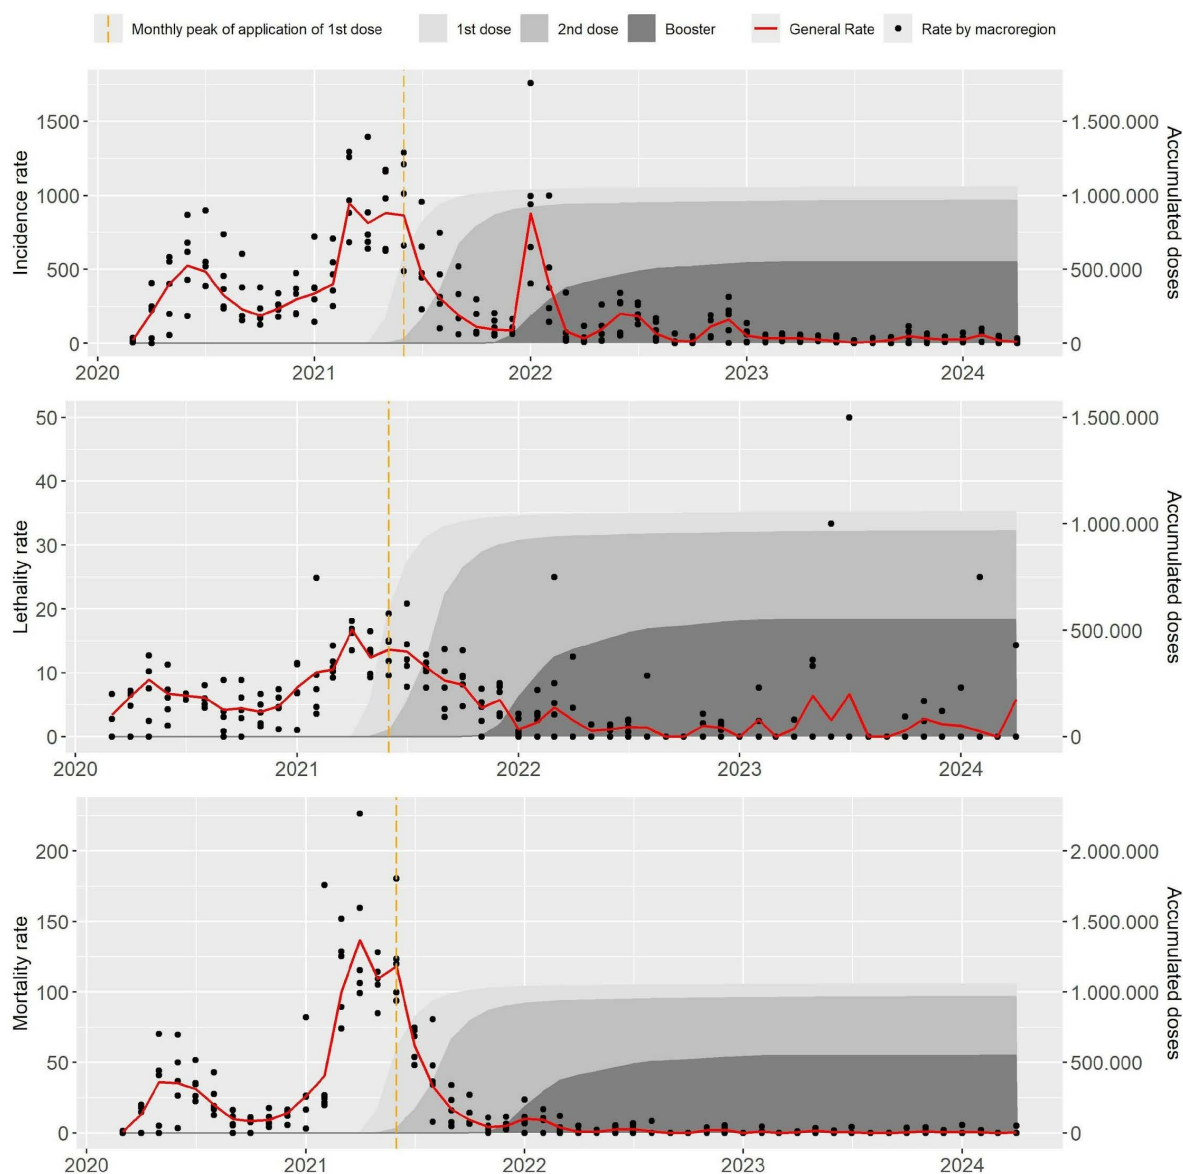 Monthly peak of application of 1st dose 1st dose 2nd dose Booster General Rate Rate by macroregion
Incidence rate
1500
1000
500
0
1.500.000
1.000.000
500.000
0
Accumulated doses
2020 2021 2022 2023 2024
Lethality rate
50
40
30
20
10
0
1.500.000
1.000.000
500.000
0
Accumulated doses
2020 2021 2022 2023 2024
Mortality rate
200
150
100
50
0
2.000.000
1.500.000
1.000.000
500.000
0
Accumulated doses
2020 2021 2022 2023 2024